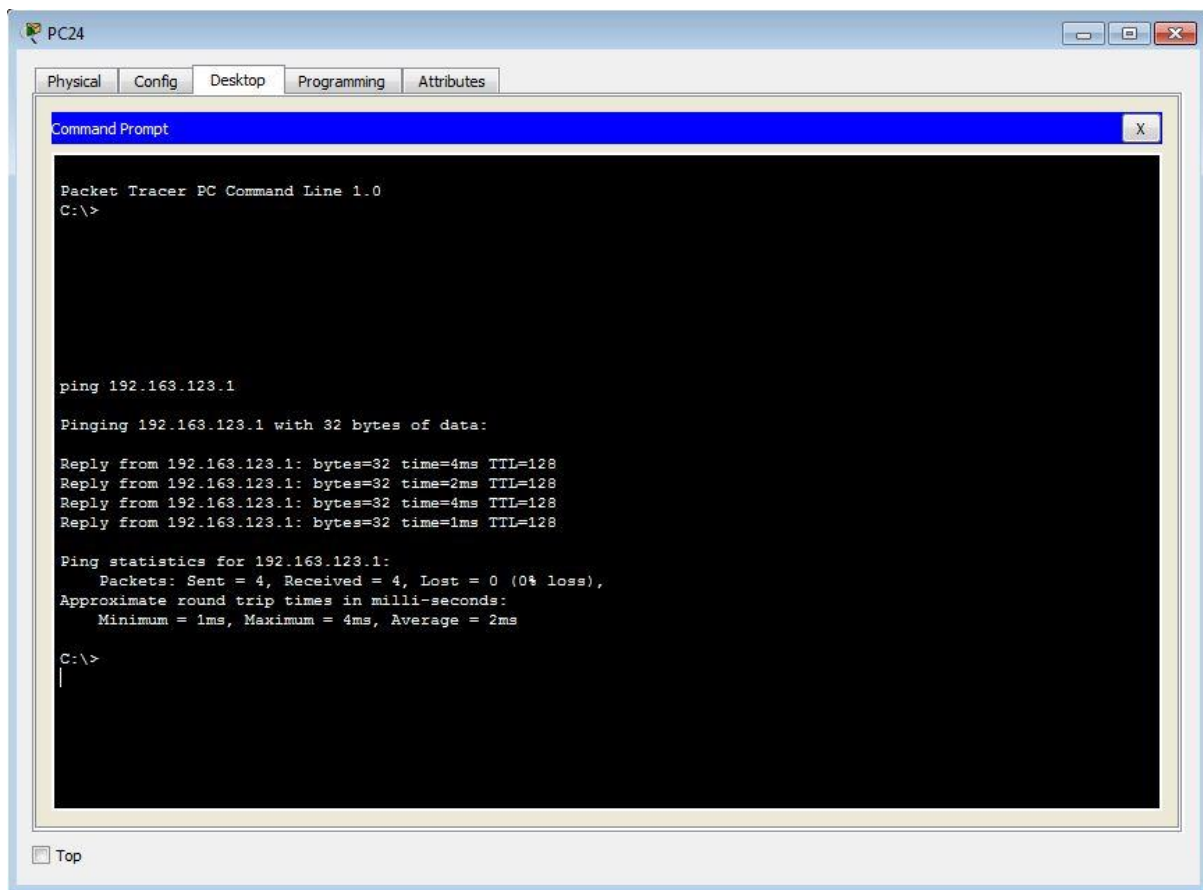 PC24
Physical Config Desktop Programming Attributes
Command Prompt
X
Packet Tracer PC Command Line 1.0
C:\>
ping 192.163.123.1
Pinging 192.163.123.1 with 32 bytes of data:
Reply from 192.163.123.1: bytes=32 time=4ms TTL=128
Reply from 192.163.123.1: bytes=32 time=2ms TTL=128
Reply from 192.163.123.1: bytes=32 time=4ms TTL=128
Reply from 192.163.123.1: bytes=32 time=1ms TTL=128
Ping statistics for 192.163.123.1:
Packets: Sent = 4, Received = 4, Lost = 0 (0% loss),
Approximate round trip times in milli-seconds:
Minimum = 1ms, Maximum = 4ms, Average = 2ms
C:\>
Top